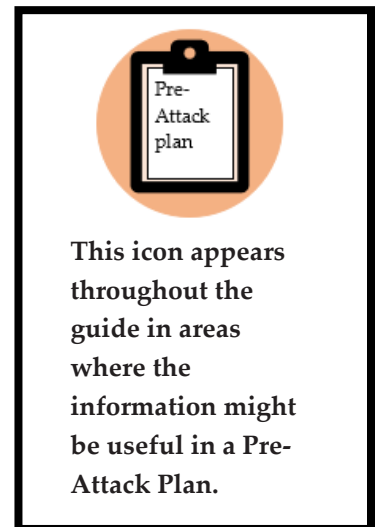 Pre-
Attack
plan
This icon appears
throughout the
guide in areas
where the
information might
be useful in a Pre-
Attack Plan.